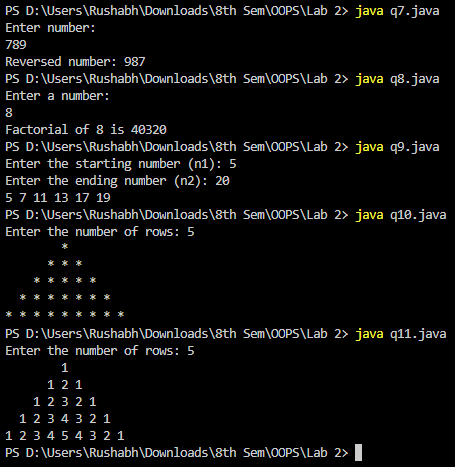 PS D:\Users\Rushabh\Downloads\8th Sem\OOPS\Lab 2> java q7.java
Enter number:
789
Reversed number: 987
PS D:\Users\Rushabh\Downloads\8th Sem\OOPS\Lab 2> java q8.java
Enter a number:
8
Factorial of 8 is 40320
PS D:\Users\Rushabh\Downloads\8th Sem\OOPS\Lab 2> java q9.java
Enter the starting number (n1): 5
Enter the ending number (n2): 20
5 7 11 13 17 19
PS D:\Users\Rushabh\Downloads\8th Sem\OOPS\Lab 2> java q10.java
Enter the number of rows: 5
        *
      * * *
    * * * * *
  * * * * * * *
* * * * * * * * *
PS D:\Users\Rushabh\Downloads\8th Sem\OOPS\Lab 2> java q11.java
Enter the number of rows: 5
        1
      1 2 1
    1 2 3 2 1
  1 2 3 4 3 2 1
1 2 3 4 5 4 3 2 1
PS D:\Users\Rushabh\Downloads\8th Sem\OOPS\Lab 2>